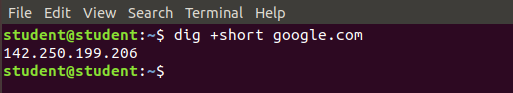 File Edit View Search Terminal Help
student@student:~$ dig +short google.com
142.250.199.206
student@student:~$